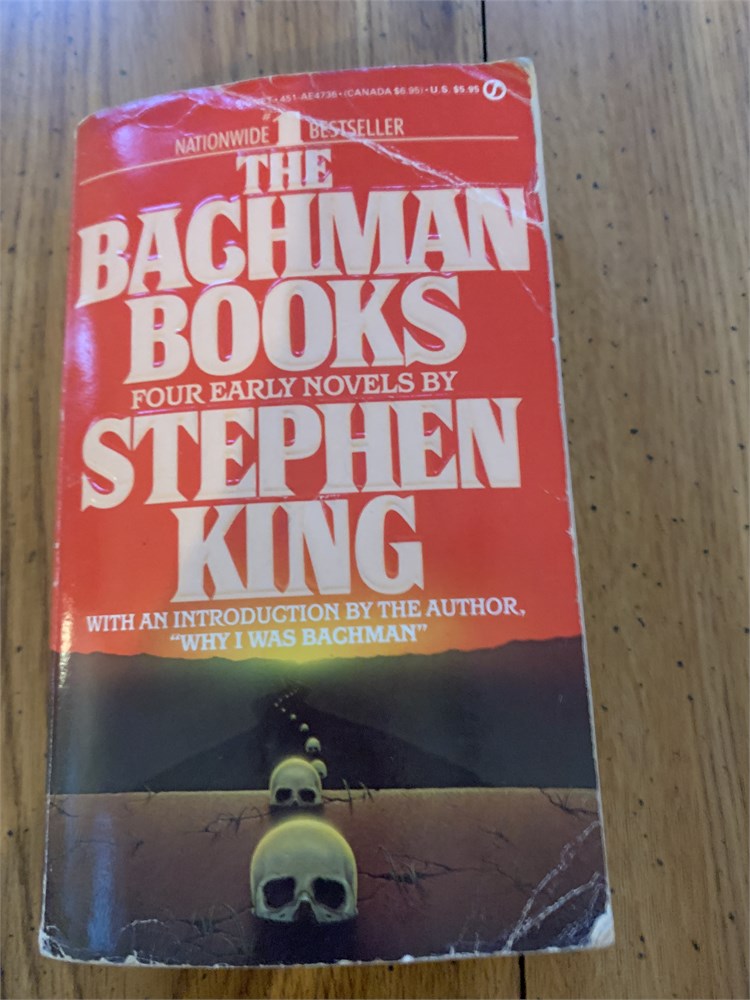 451-AE4736•(CANADA $6.95)•U.S. $5.95
NATIONWIDE #1 BESTSELLER
THE
BACHMAN
BOOKS
FOUR EARLY NOVELS BY
STEPHEN
KING
WITH AN INTRODUCTION BY THE AUTHOR,
"WHY I WAS BACHMAN"